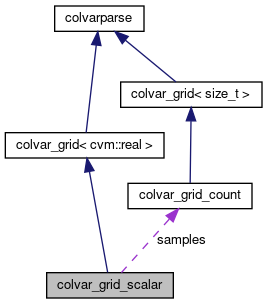 colvarparse
colvar_grid< size_t >
colvar_grid< cvm::real >
colvar_grid_count
samples
colvar_grid_scalar